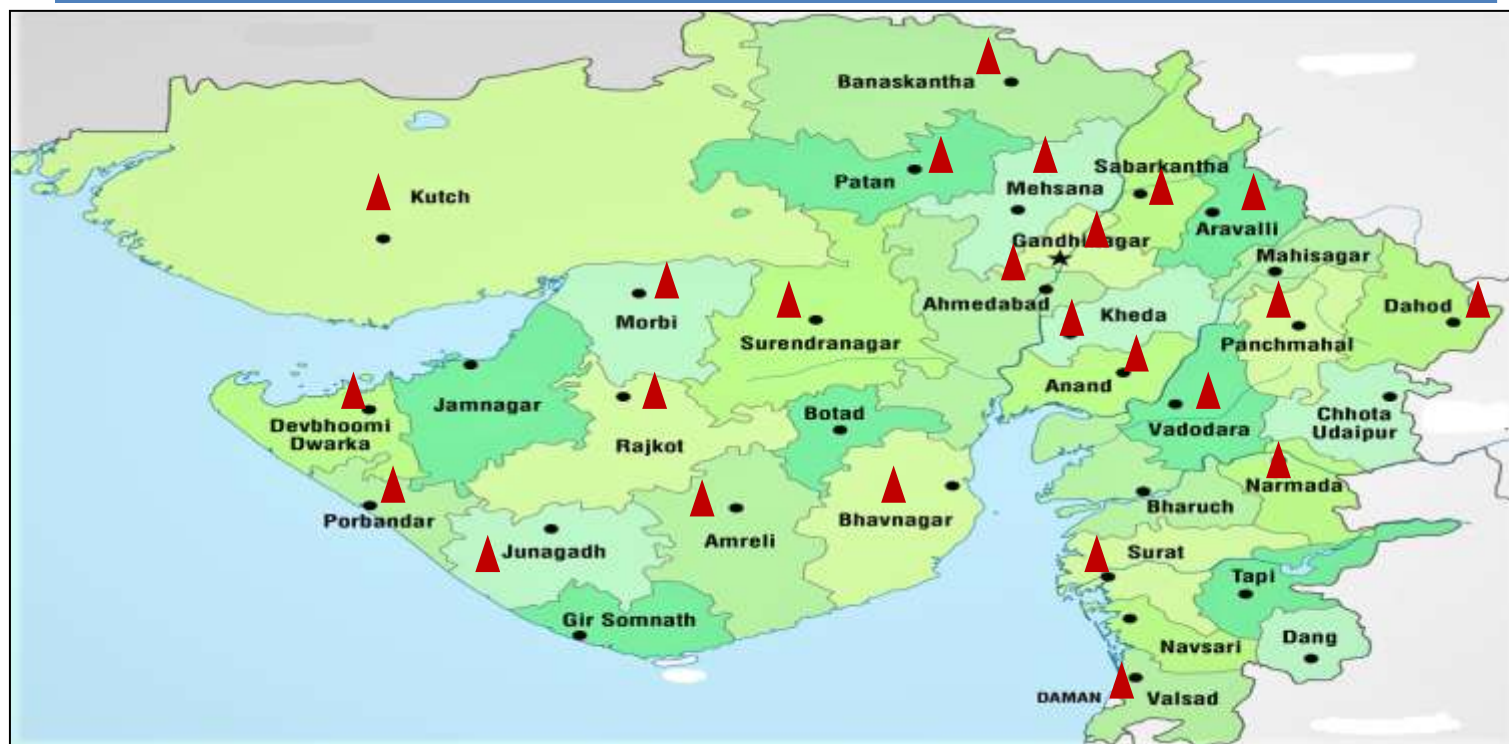 Banaskantha
Patan
Mehsana
Sabarkantha
Kutch
Aravalli
Gandhinagar
Mahisagar
Ahmedabad
Kheda
Dahod
Morbi
Surendranagar
Panchmahal
Anand
Jamnagar
Botad
Devbhoomi
Dwarka
Rajkot
Vadodara
Chhota
Udaipur
Narmada
Bharuch
Porbandar
Bhavnagar
Junagadh
Amreli
Surat
Tapi
Gir Somnath
Dang
Navsari
DAMAN
Valsad